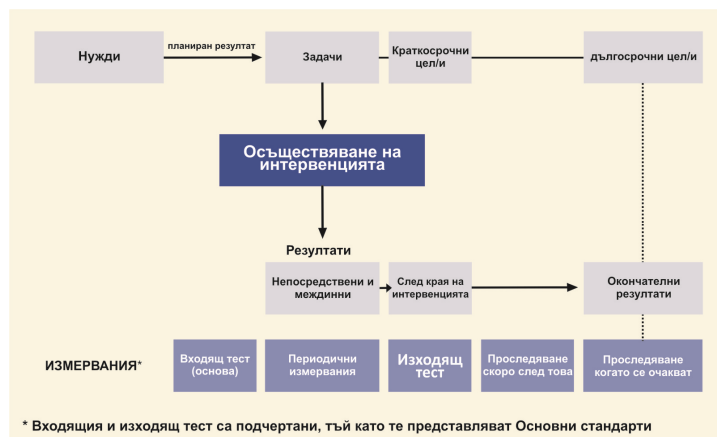 Нужди
планиран резултат
Задачи
Краткосрочни
цел/и
дългосрочни цел/и
Осъществяване на
интервенцията
Резултати
Непосредствени и
междинни
След края на
интервенцията
Окончателни
резултати
ИЗМЕРВАНИЯ*
Входящ тест
(основа)
Периодични
измервания
Изходящ
тест
Проследяване
скоро след това
Проследяване
когато се очакват
* Входящия и изходящ тест са подчертани, тъй като те представляват Основни стандарти